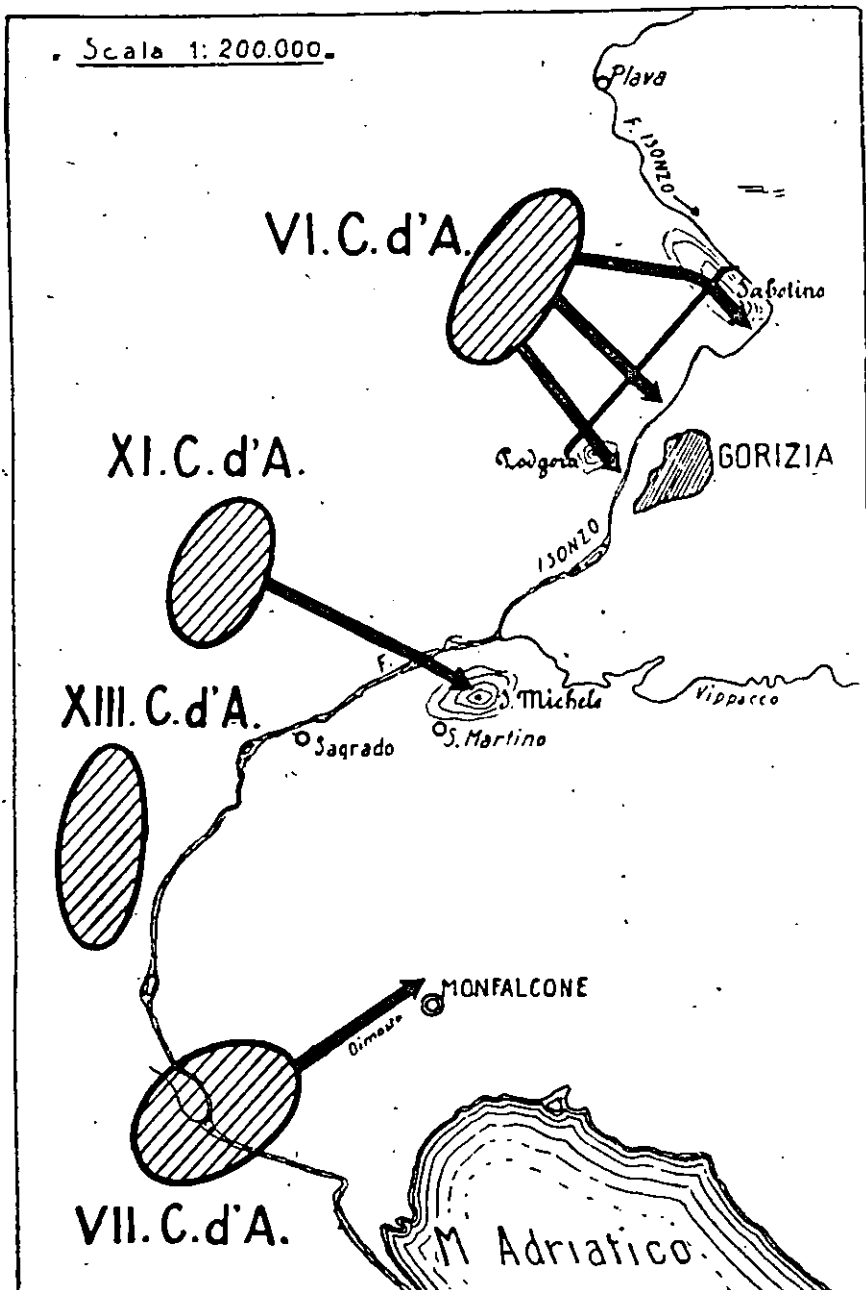 Scala 1:200.000
Plava
F. ISONZO
VI.C.d'A.
Sabotino
XI.C.d'A.
Podgora
GORIZIA
ISONZO
F.
XIII.C.d'A.
S. Michele
Vippacco
Sagrado
S. Martino
MONFALCONE
VII.C.d'A.
M Adriatico